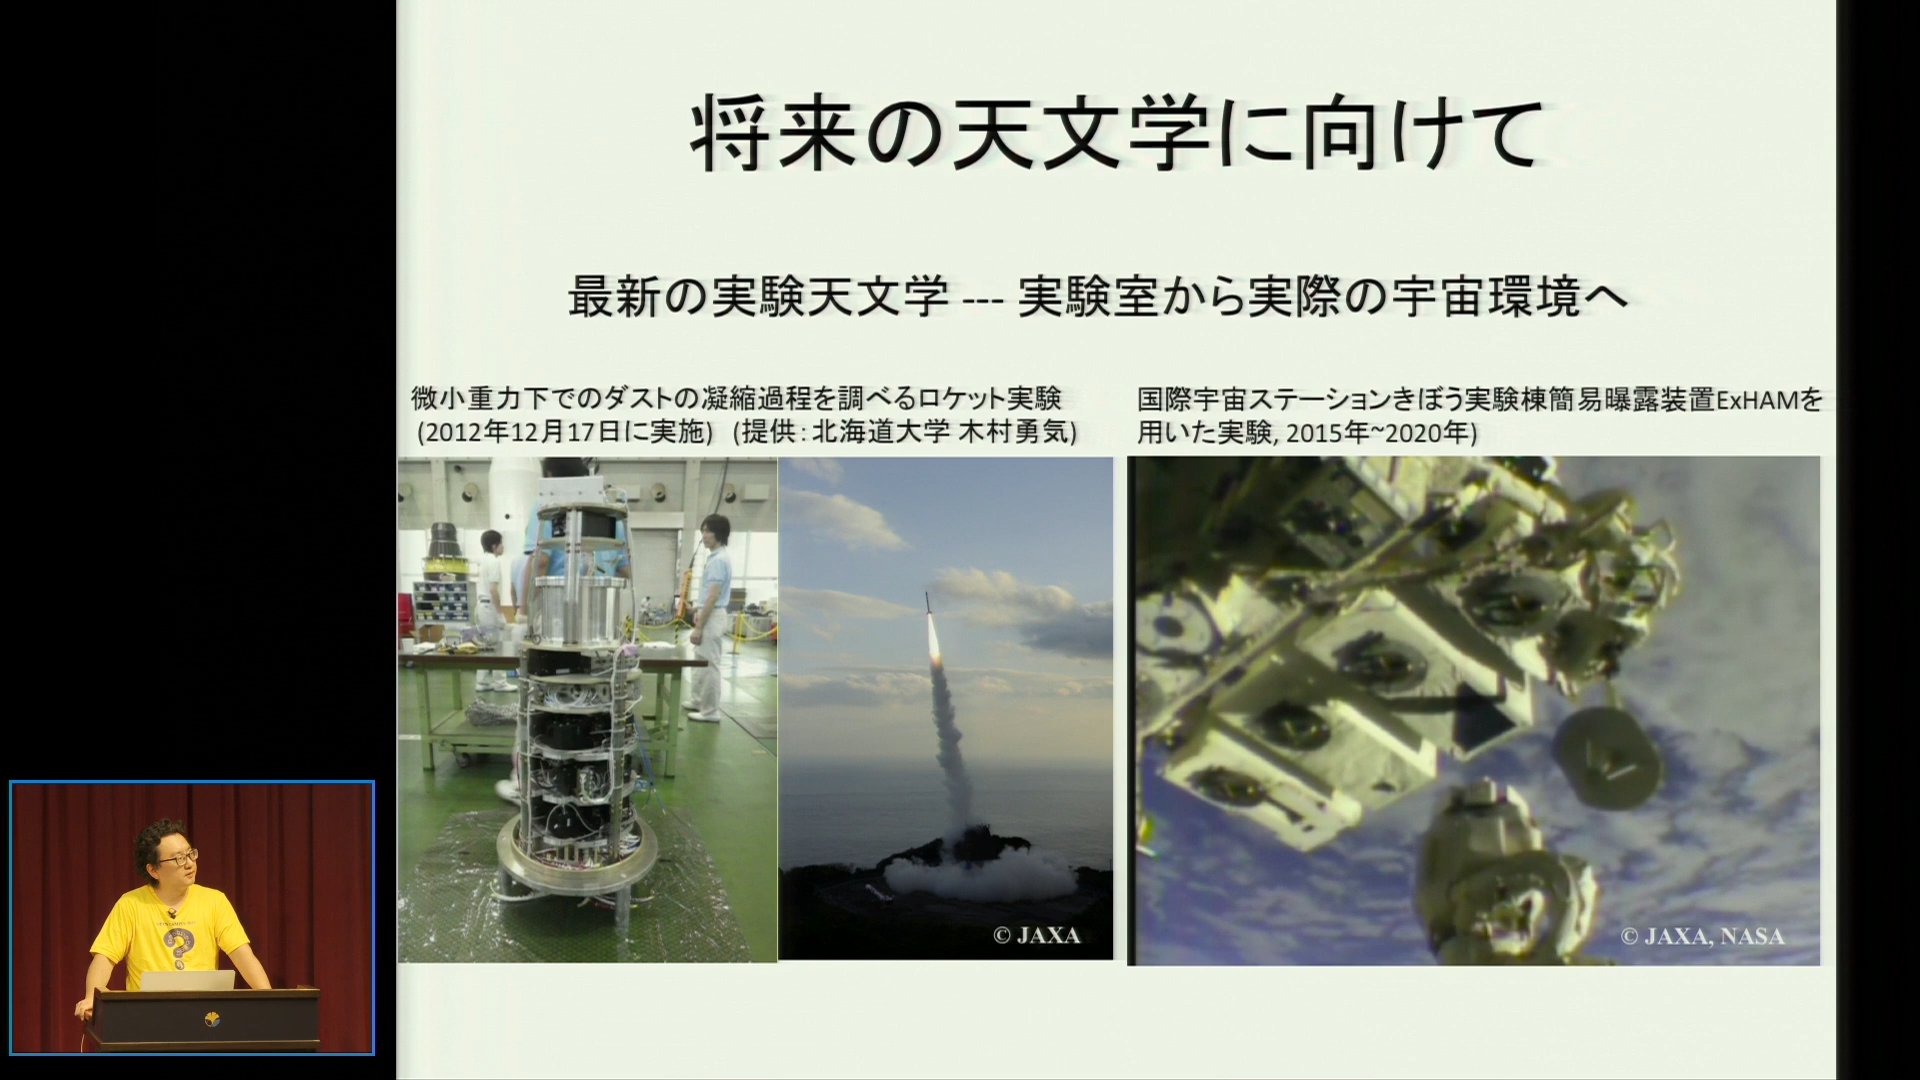 将来の天文学に向けて
最新の実験天文学 --- 実験室から実際の宇宙環境へ
微小重力下でのダストの凝縮過程を調べるロケット実験
(2012年12月17日に実施) (提供：北海道大学 木村勇気)
国際宇宙ステーションきぼう実験棟簡易曝露装置ExHAMを
用いた実験, 2015年~2020年)
© JAXA
© JAXA, NASA